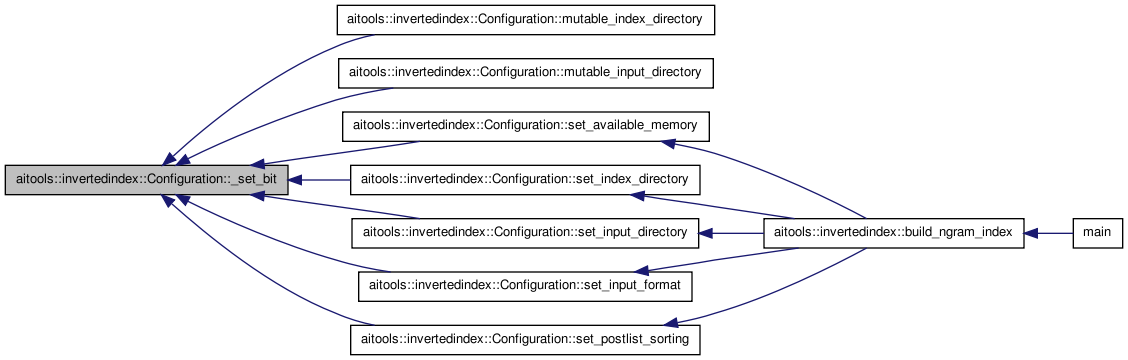 aitools::invertedindex::Configuration::mutable_index_directory
aitools::invertedindex::Configuration::mutable_input_directory
aitools::invertedindex::Configuration::set_available_memory
aitools::invertedindex::Configuration::_set_bit
aitools::invertedindex::Configuration::set_index_directory
aitools::invertedindex::Configuration::set_input_directory
aitools::invertedindex::build_ngram_index
main
aitools::invertedindex::Configuration::set_input_format
aitools::invertedindex::Configuration::set_postlist_sorting